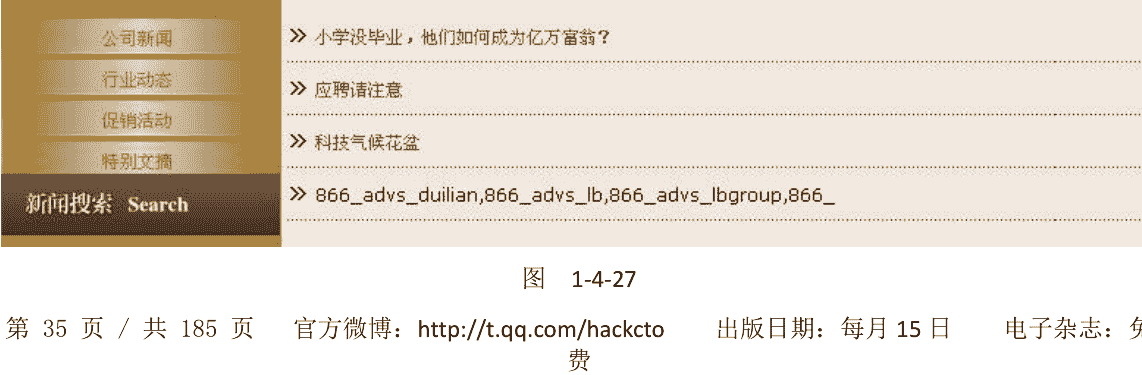 公司新闻
行业动态
促销活动
特别文摘
新闻搜索 Search
» 小学没毕业，他们如何成为亿万富翁？
» 应聘请注意
» 科技气候花盆
» 866_advs_duilian,866_advs_lb,866_advs_lbgroup,866_
图 1-4-27
第 35 页 / 共 185 页 官方微博：http://t.qq.com/hackcto 出版日期：每月 15 日 电子杂志：免
费